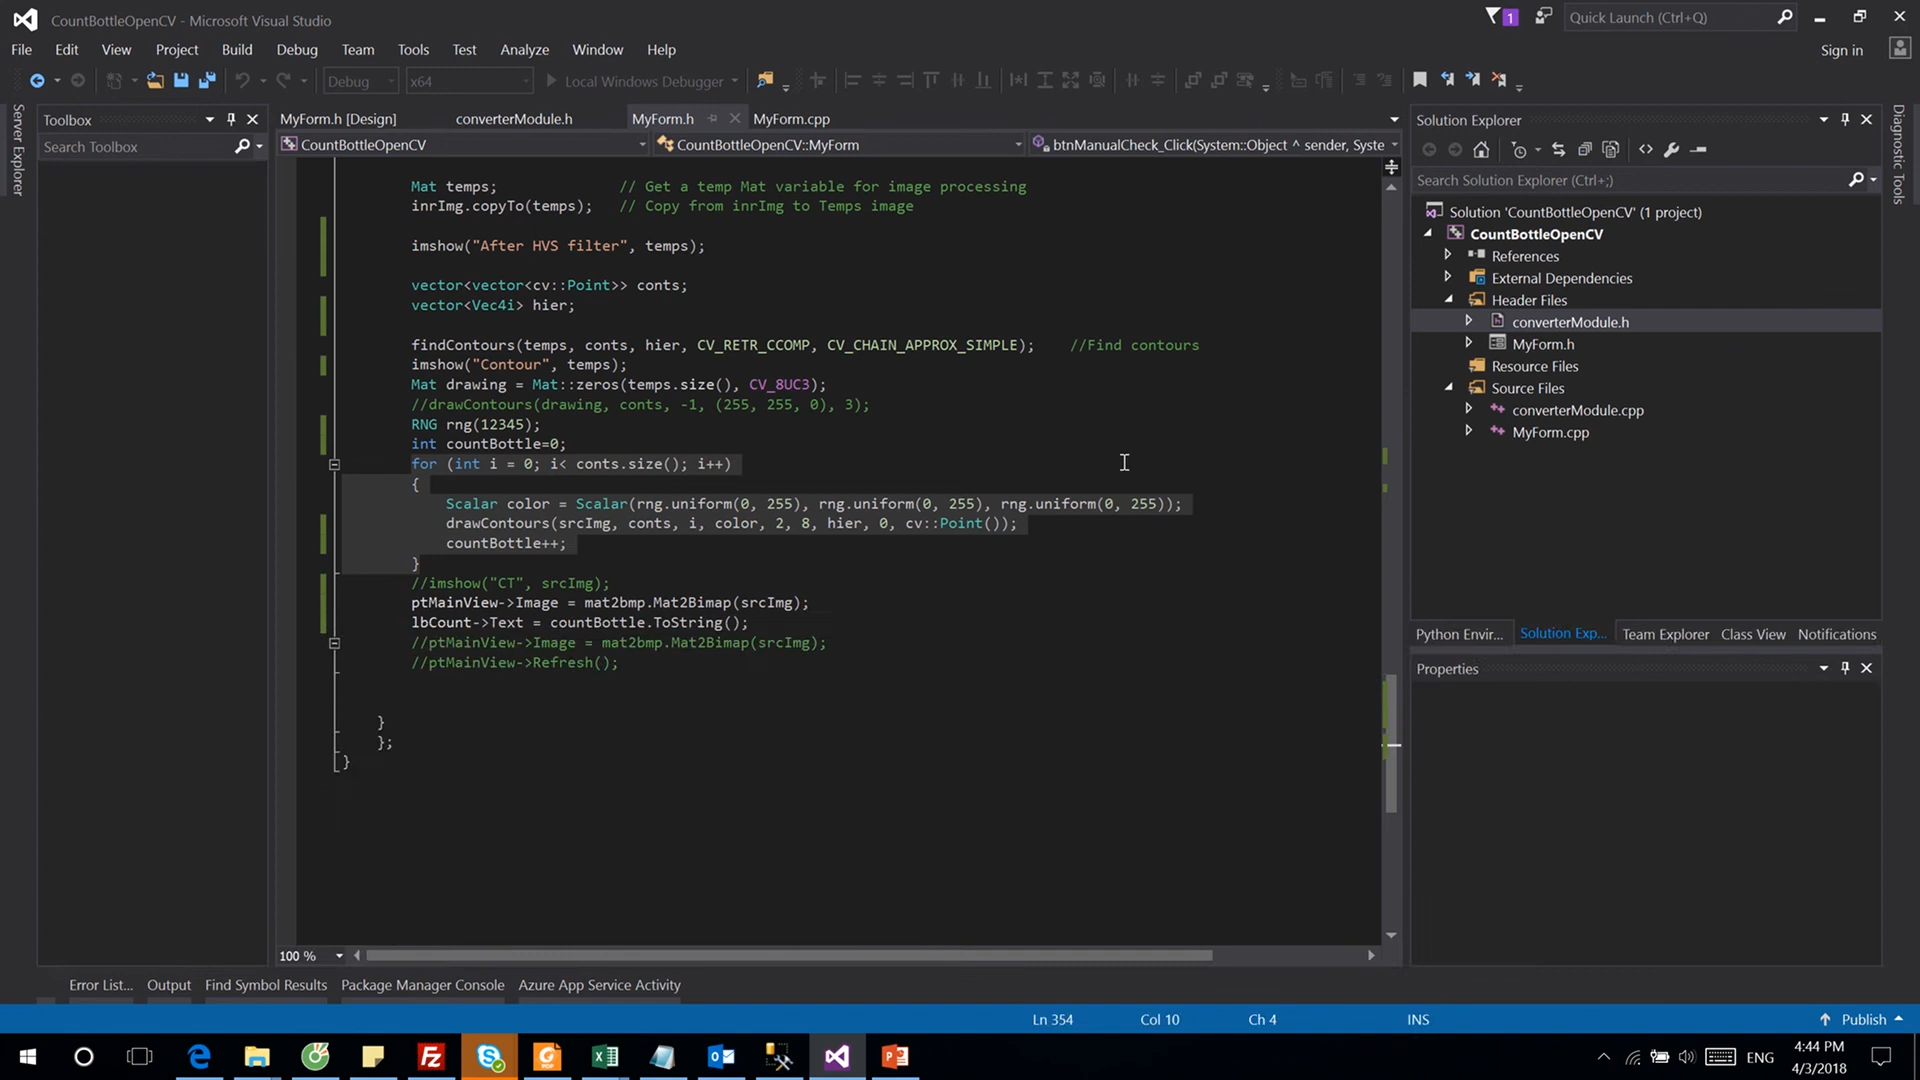 CountBottleOpenCV - Microsoft Visual Studio
1
Quick Launch (Ctrl+Q)
File Edit View Project Build Debug Team Tools Test Analyze Window Help
Sign in
Debug x64 Local Windows Debugger
Server Explorer
Toolbox
Search Toolbox
MyForm.h [Design] converterModule.h MyForm.h MyForm.cpp
CountBottleOpenCV CountBottleOpenCV::MyForm btnManualCheck_Click(System::Object ^ sender, Syste
Mat temps; // Get a temp Mat variable for image processing
inrImg.copyTo(temps); // Copy from inrImg to Temps image
imshow("After HVS filter", temps);
vector<vector<cv::Point>> conts;
vector<Vec4i> hier;
findContours(temps, conts, hier, CV_RETR_CCOMP, CV_CHAIN_APPROX_SIMPLE); //Find contours
imshow("Contour", temps);
Mat drawing = Mat::zeros(temps.size(), CV_8UC3);
//drawContours(drawing, conts, -1, (255, 255, 0), 3);
RNG rng(12345);
int countBottle=0;
for (int i = 0; i< conts.size(); i++)
{
Scalar color = Scalar(rng.uniform(0, 255), rng.uniform(0, 255), rng.uniform(0, 255));
drawContours(srcImg, conts, i, color, 2, 8, hier, 0, cv::Point());
countBottle++;
}
//imshow("CT", srcImg);
ptMainView->Image = mat2bmp.Mat2Bimap(srcImg);
lbCount->Text = countBottle.ToString();
//ptMainView->Image = mat2bmp.Mat2Bimap(srcImg);
//ptMainView->Refresh();
}
};
}
100 %
Solution Explorer
Search Solution Explorer (Ctrl+;)
Solution 'CountBottleOpenCV' (1 project)
CountBottleOpenCV
References
External Dependencies
Header Files
converterModule.h
MyForm.h
Resource Files
Source Files
converterModule.cpp
MyForm.cpp
Python Envir... Solution Exp... Team Explorer Class View Notifications
Properties
Diagnostic Tools
Error List... Output Find Symbol Results Package Manager Console Azure App Service Activity
Ln 354 Col 10 Ch 4 INS Publish
ENG
4:44 PM
4/3/2018